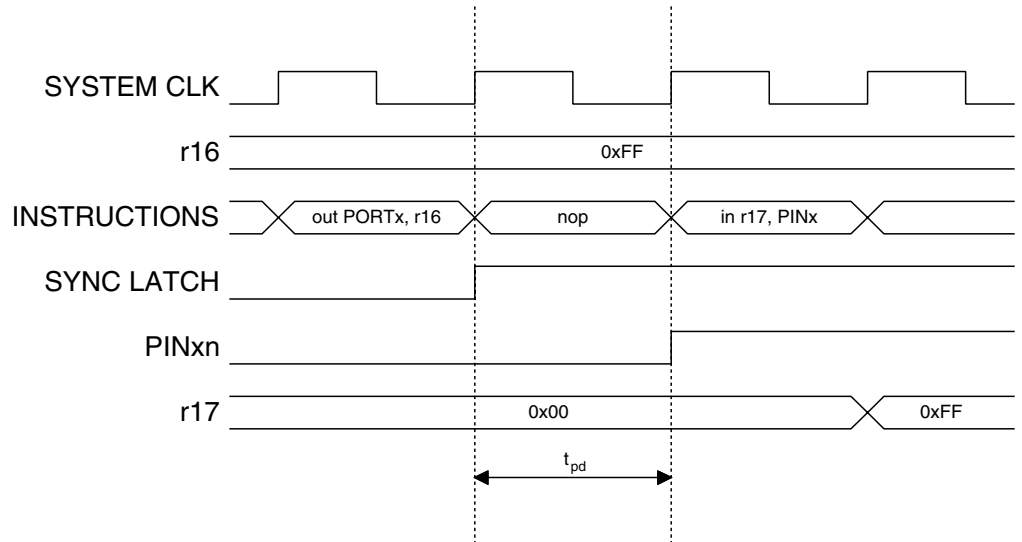 SYSTEM CLK
r16 0xFF
INSTRUCTIONS out PORTx, r16 nop in r17, PINx
SYNC LATCH
PINxn
r17 0x00 0xFF
tpd